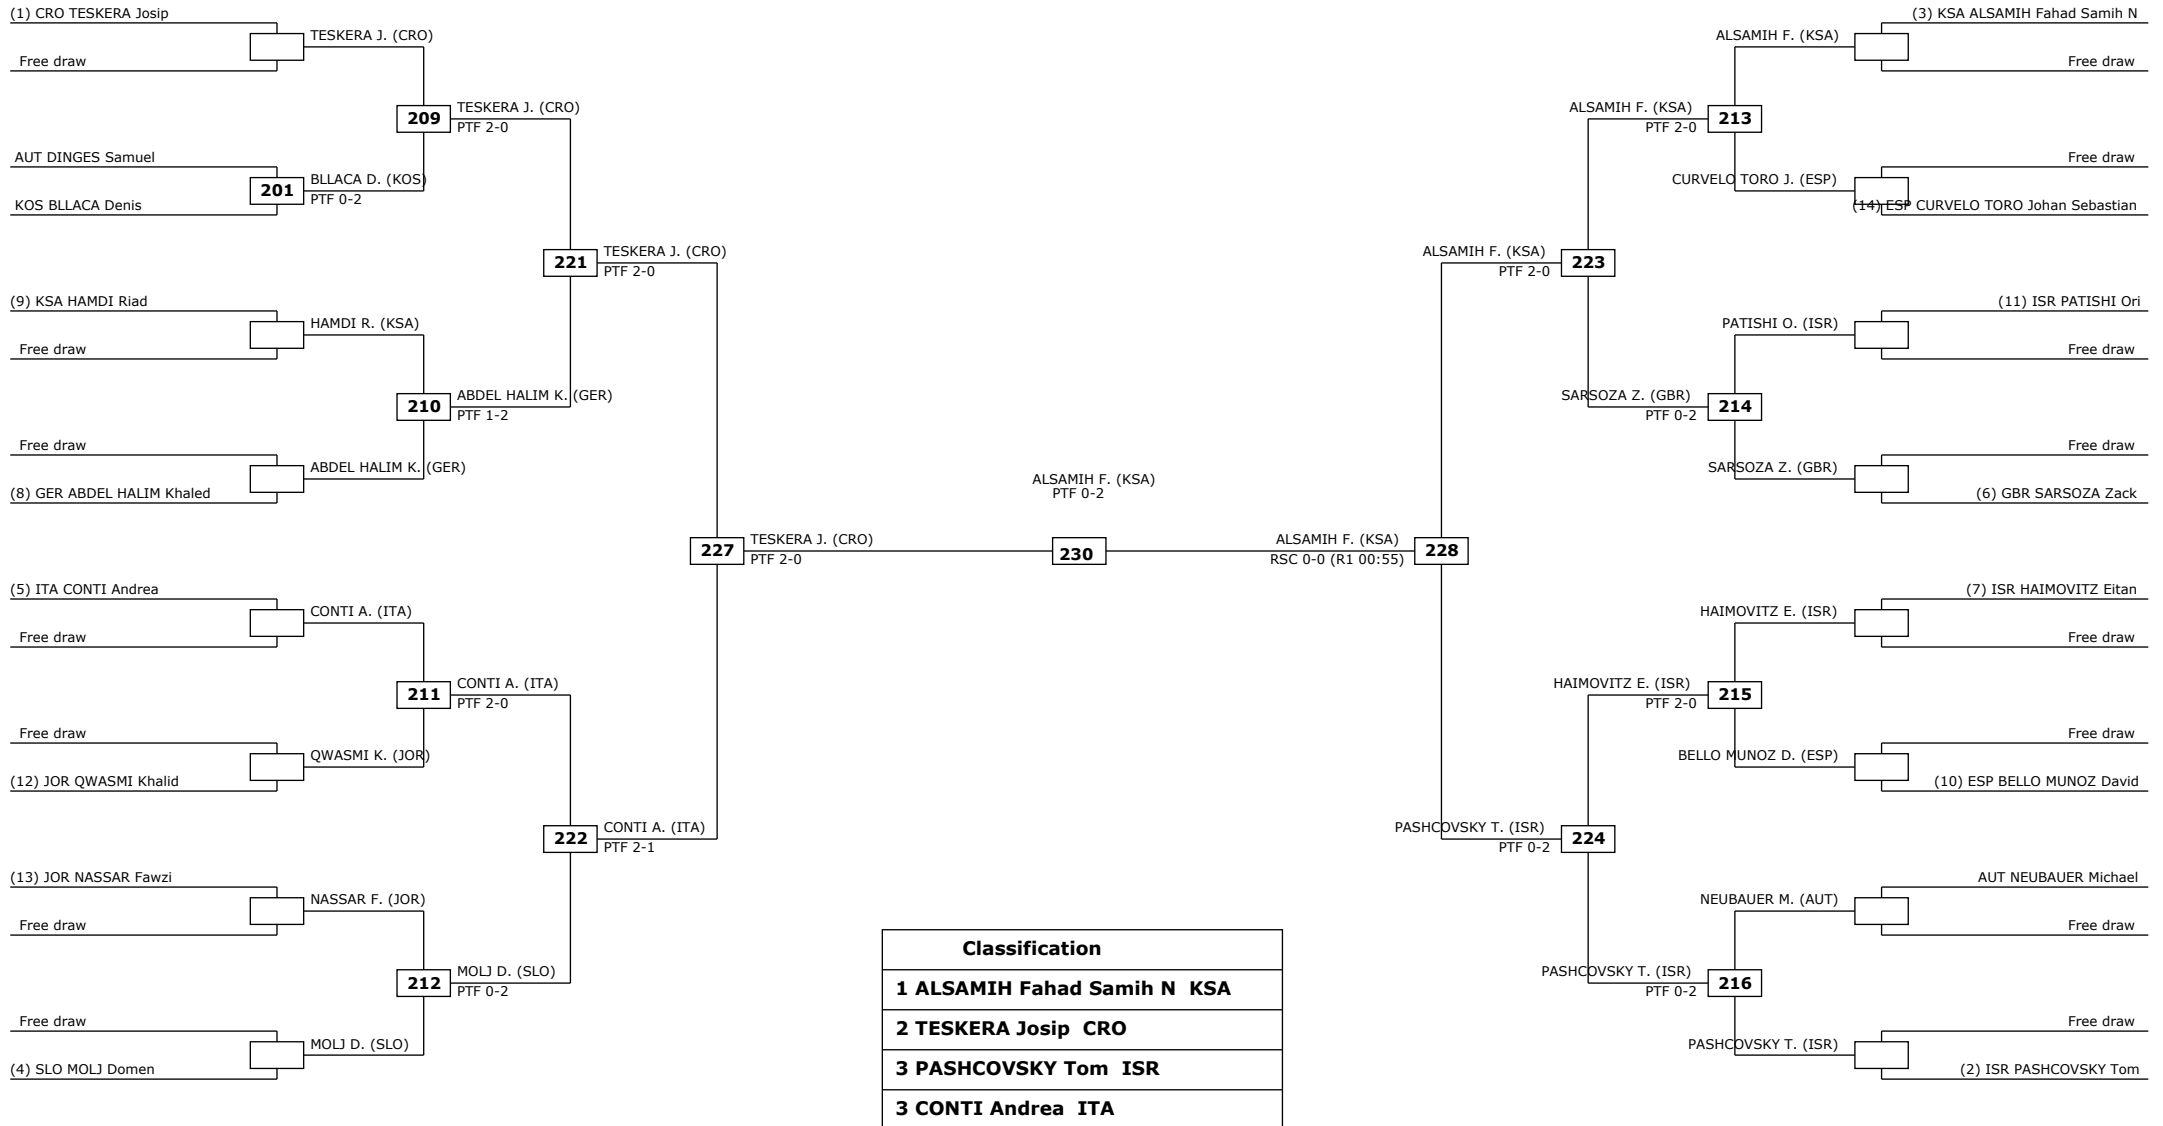 (1) CRO TESKERA Josip
TESKERA J. (CRO)
Free draw
209
TESKERA J. (CRO)
PTF 2-0
AUT DINGES Samuel
201
BLLACA D. (KOS)
PTF 0-2
KOS BLLACA Denis
221
TESKERA J. (CRO)
PTF 2-0
(9) KSA HAMDI Riad
HAMDI R. (KSA)
Free draw
210
ABDEL HALIM K. (GER)
PTF 1-2
Free draw
ABDEL HALIM K. (GER)
(8) GER ABDEL HALIM Khaled
227
TESKERA J. (CRO)
PTF 2-0
(5) ITA CONTI Andrea
CONTI A. (ITA)
Free draw
211
CONTI A. (ITA)
PTF 2-0
Free draw
QWASMI K. (JOR)
(12) JOR QWASMI Khalid
222
CONTI A. (ITA)
PTF 2-1
(13) JOR NASSAR Fawzi
NASSAR F. (JOR)
Free draw
212
MOLJ D. (SLO)
PTF 0-2
Free draw
MOLJ D. (SLO)
(4) SLO MOLJ Domen
ALSAMIH F. (KSA)
PTF 0-2
230
(3) KSA ALSAMIH Fahad Samih N
ALSAMIH F. (KSA)
Free draw
ALSAMIH F. (KSA)
PTF 2-0
213
Free draw
CURVELO TORO J. (ESP)
(14) ESP CURVELO TORO Johan Sebastian
ALSAMIH F. (KSA)
PTF 2-0
223
(11) ISR PATISHI Ori
PATISHI O. (ISR)
Free draw
SARSOZA Z. (GBR)
PTF 0-2
214
Free draw
SARSOZA Z. (GBR)
(6) GBR SARSOZA Zack
ALSAMIH F. (KSA)
RSC 0-0 (R1 00:55)
228
(7) ISR HAIMOVITZ Eitan
HAIMOVITZ E. (ISR)
Free draw
HAIMOVITZ E. (ISR)
PTF 2-0
215
Free draw
BELLO MUNOZ D. (ESP)
(10) ESP BELLO MUNOZ David
PASHCOVSKY T. (ISR)
PTF 0-2
224
AUT NEUBAUER Michael
NEUBAUER M. (AUT)
Free draw
PASHCOVSKY T. (ISR)
PTF 0-2
216
Free draw
PASHCOVSKY T. (ISR)
(2) ISR PASHCOVSKY Tom
Classification
1 ALSAMIH Fahad Samih N KSA
2 TESKERA Josip CRO
3 PASHCOVSKY Tom ISR
3 CONTI Andrea ITA